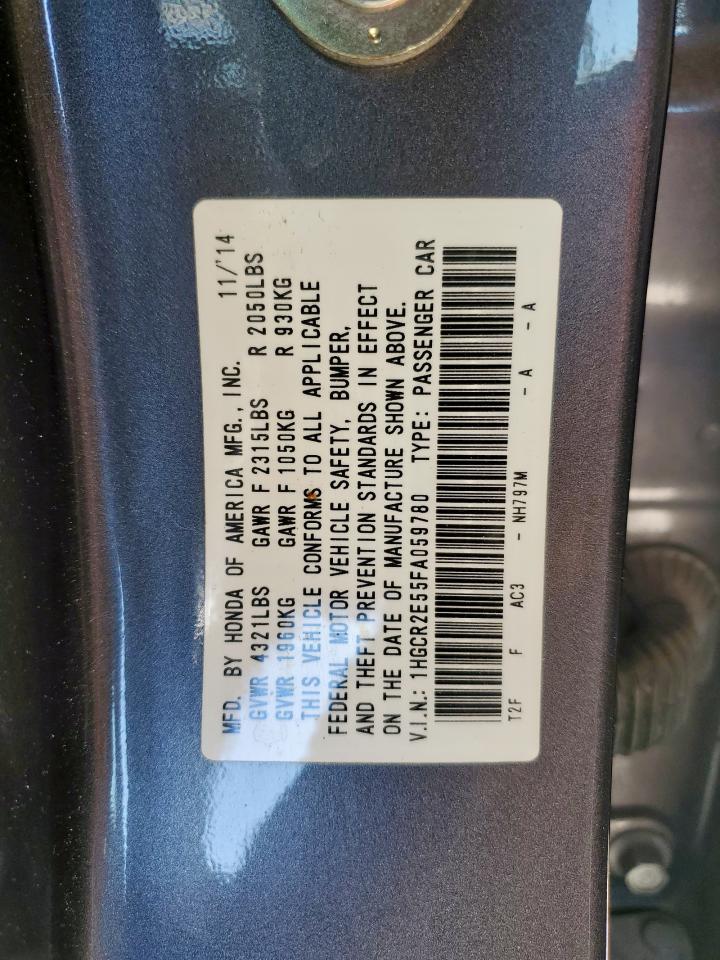 MFD. BY HONDA OF AMERICA MFG., INC. 11/'14
GVWR 4321LBS GAWR F 2315LBS R 2050LBS
GVWR 1960KG GAWR F 1050KG R 930KG
THIS VEHICLE CONFORMS TO ALL APPLICABLE
FEDERAL MOTOR VEHICLE SAFETY, BUMPER,
AND THEFT PREVENTION STANDARDS IN EFFECT
ON THE DATE OF MANUFACTURE SHOWN ABOVE.
V.I.N.: 1HGCR2E55FA059780 TYPE: PASSENGER CAR
T2F F AC3 - NH797M - A - A